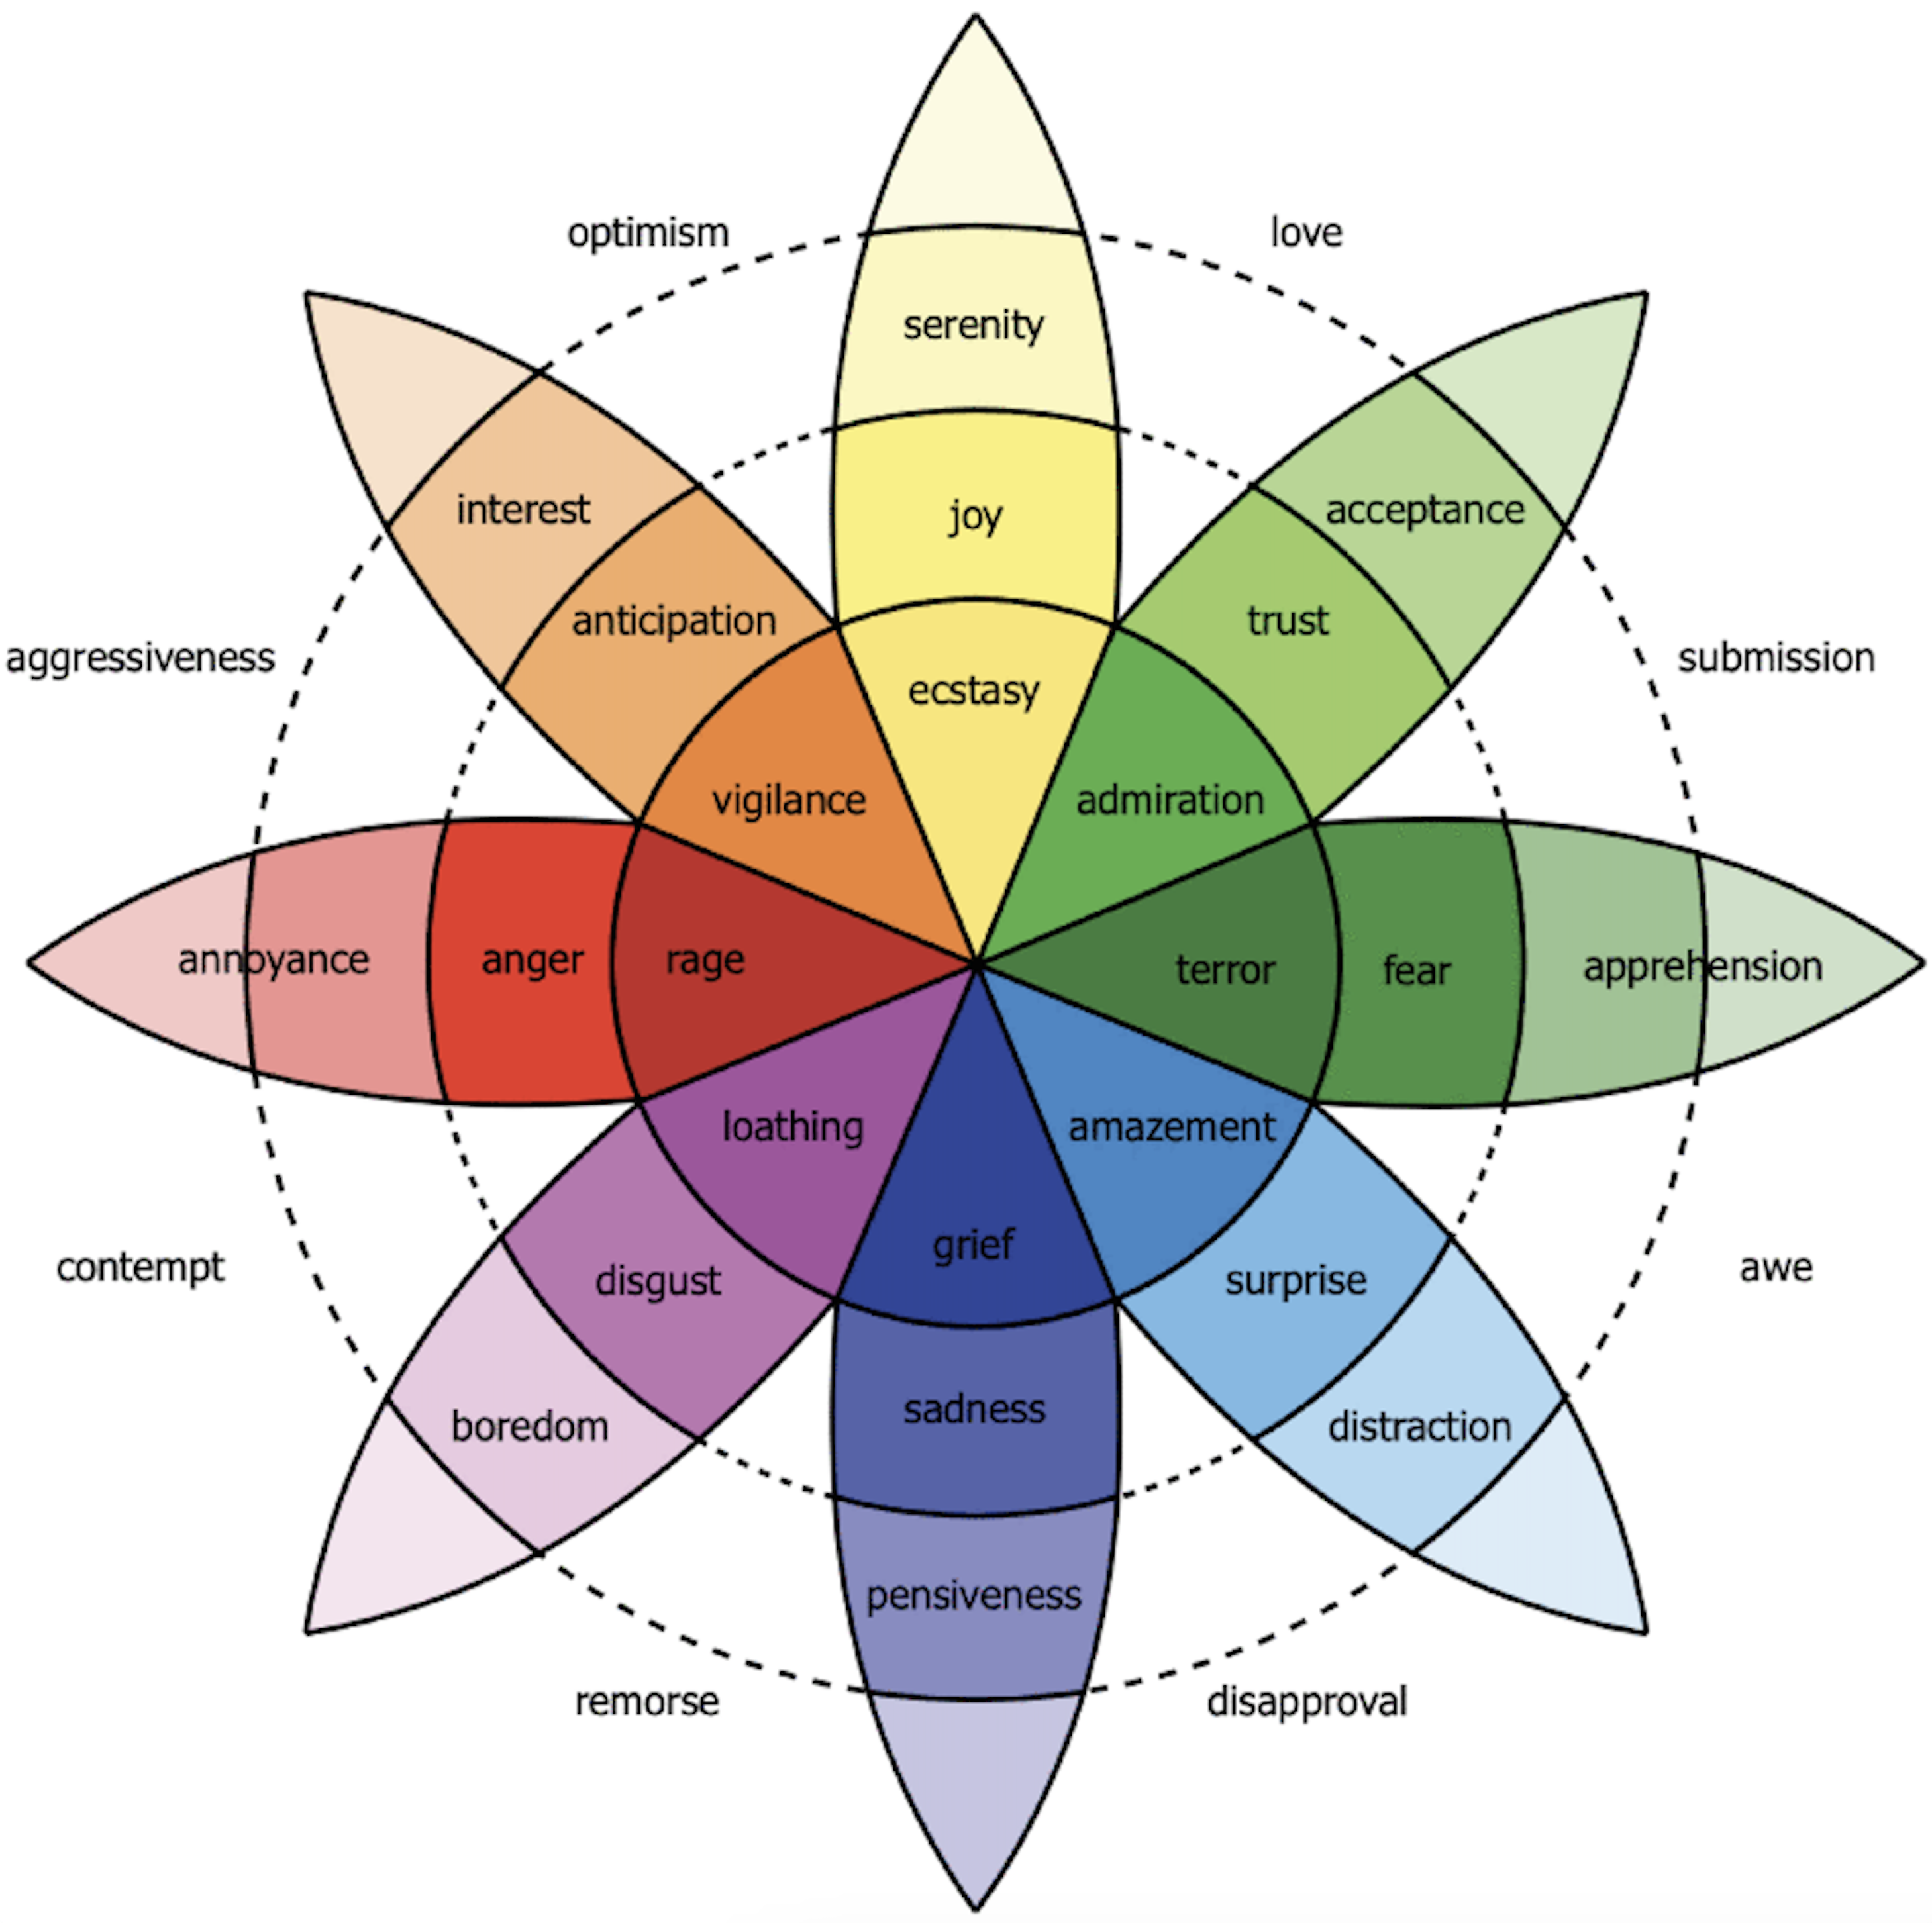 optimism
love
serenity
interest
joy
acceptance
anticipation
trust
aggressiveness
submission
ecstasy
vigilance
admiration
annoyance
anger
rage
terror
fear
apprehension
loathing
amazement
contempt
grief
awe
disgust
surprise
boredom
sadness
distraction
pensiveness
remorse
disapproval